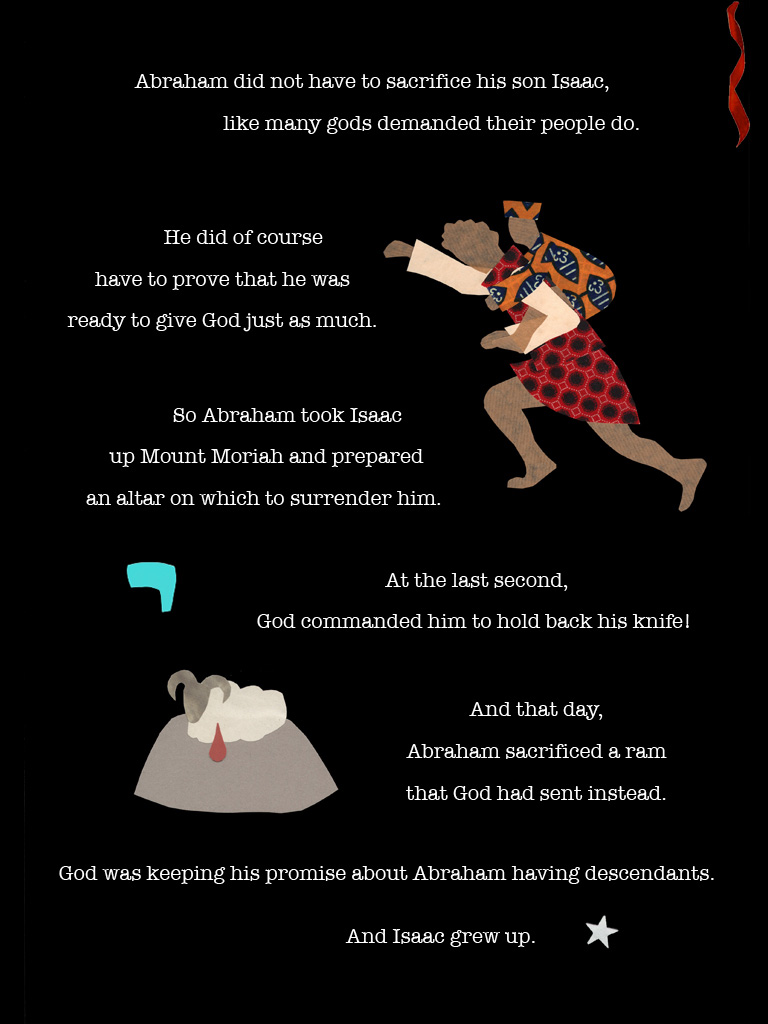 Abraham did not have to sacrifice his son Isaac,
like many gods demanded their people do.
He did of course
have to prove that he was
ready to give God just as much.
So Abraham took Isaac
up Mount Moriah and prepared
an altar on which to surrender him.
ר
At the last second,
God commanded him to hold back his knife!
And that day,
Abraham sacrificed a ram
that God had sent instead.
God was keeping his promise about Abraham having descendants.
And Isaac grew up.